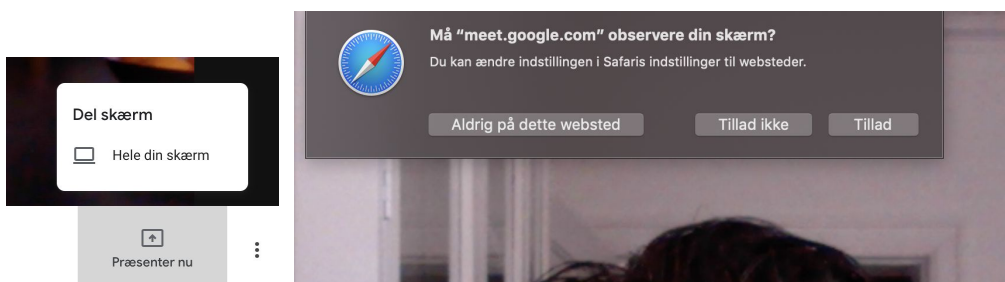 Del skærm
Hele din skærm
Præsenter nu
Må “meet.google.com” observere din skærm?
Du kan ændre indstillingen i Safaris indstillinger til websteder.
Aldrig på dette websted
Tillad ikke
Tillad